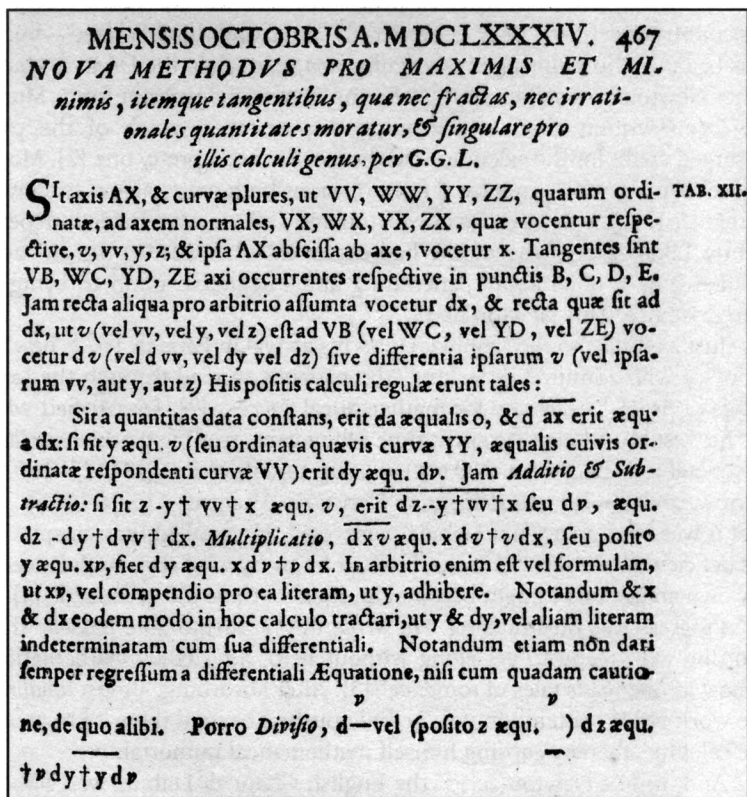 MENSIS OCTOBRIS A. M DCLXXXIV. 467
NOVA METHODVS PRO MAXIMIS ET MI.
nimis, itemque tangentibus, quæ nec fractas, nec irrati-
onales quantitates moratur, & ſingulare pro
illis calculi genus, per G.G.L.
SIt axis AX, & curvæ plures, ut VV, WW, YY, ZZ, quarum ordi- TAB. XII.
natæ, ad axem normales, VX, WX, YX, ZX, quæ vocentur reſpe-
ctive, v, vv, y, z; & ipſa AX abſciſſa ab axe, vocetur x. Tangentes ſint
VB, WC, YD, ZE axi occurrentes reſpective in punctis B, C, D, E.
Jam recta aliqua pro arbitrio aſſumta vocetur dx, & recta quæ ſit ad
dx, ut v (vel vv, vel y, vel z) eſt ad VB (vel WC, vel YD, vel ZE) vo-
cetur d v (vel d vv, vel dy vel dz) ſive differentia ipſarum v (vel ipſa-
rum vv, aut y, aut z) His poſitis calculi regulæ erunt tales:
Sit a quantitas data conſtans, erit da æqualis 0, & d ax erit æqu.
a dx: ſi ſit y æqu. v (ſeu ordinata quævis curvæ YY, æqualis cuivis or-
dinatæ reſpondenti curvæ VV) erit dy æqu. dv. Jam Additio & Sub-
tractio: ſi ſit z -y† vv† x æqu. v, erit dz--y†vv†x ſeu dv, æqu.
dz -dy†dvv† dx. Multiplicatio, dxv æqu. x dv†v dx, ſeu poſito
y æqu. xv, fiet dy æqu. x d v†v dx. In arbitrio enim eſt vel formulam,
ut xv, vel compendio pro ea literam, ut y, adhibere. Notandum & x
& dx eodem modo in hoc calculo tractari, ut y & dy, vel aliam literam
indeterminatam cum ſua differentiali. Notandum etiam non dari
ſemper regreſſum a differentiali Æquatione, niſi cum quadam cautio-
v v
ne, de quo alibi. Porro Diviſio, d—vel (poſito z æqu. ) dz æqu.
†v dy†y dv